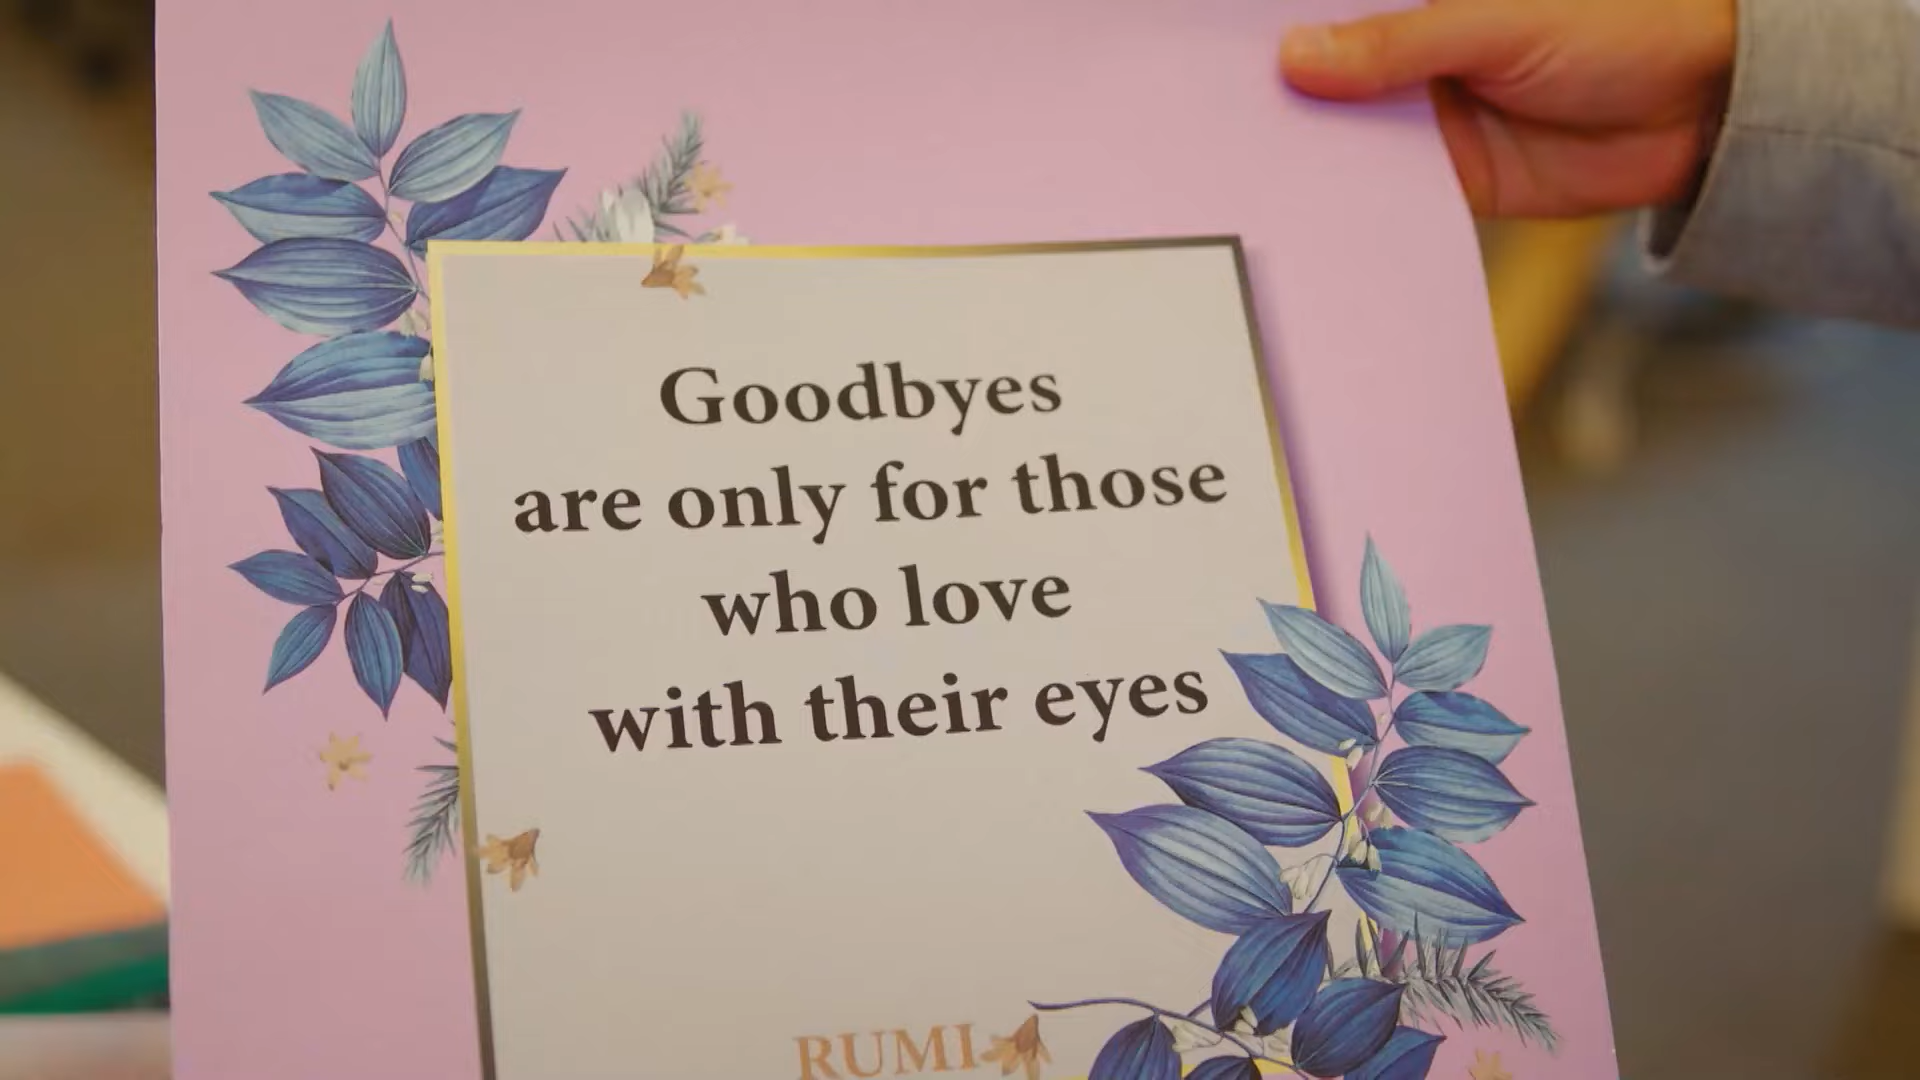 Goodbyes
are only for those
who love
with their eyes
RUMI